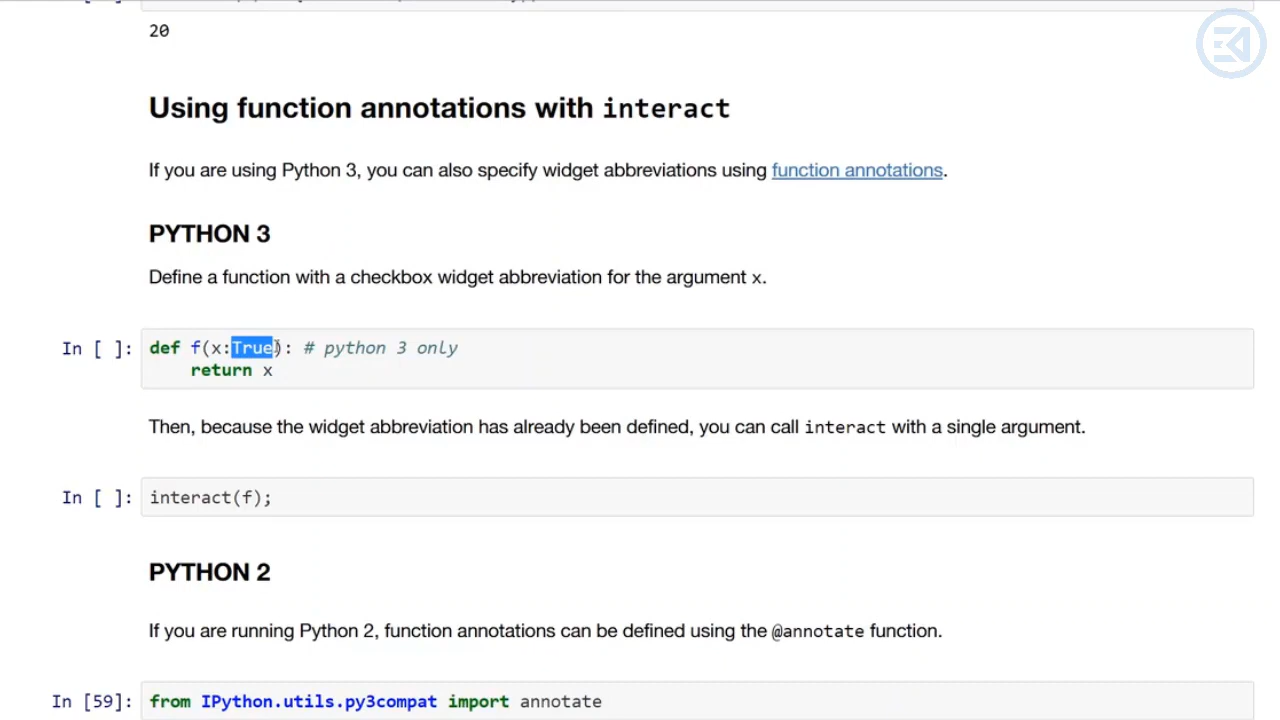 20
Using function annotations with interact
If you are using Python 3, you can also specify widget abbreviations using function annotations.
PYTHON 3
Define a function with a checkbox widget abbreviation for the argument x.
In [ ]: def f(x:True): # python 3 only
return x
Then, because the widget abbreviation has already been defined, you can call interact with a single argument.
In [ ]: interact(f);
PYTHON 2
If you are running Python 2, function annotations can be defined using the @annotate function.
In [59]: from IPython.utils.py3compat import annotate